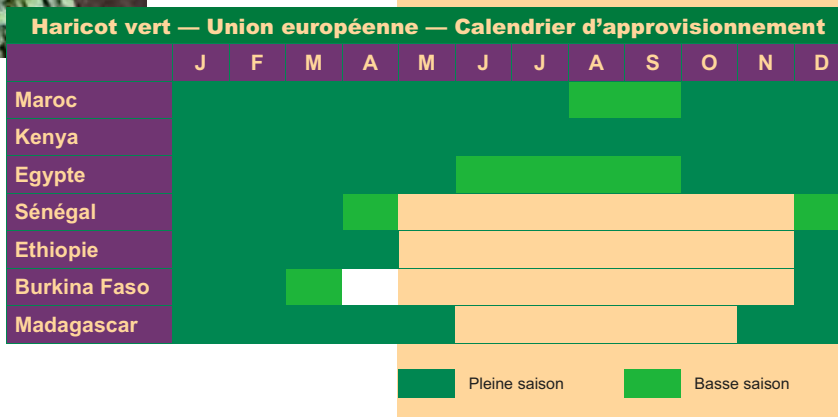 Haricot vert — Union européenne — Calendrier d’approvisionnement
J F M A M J J A S O N D
Maroc
Kenya
Egypte
Sénégal
Ethiopie
Burkina Faso
Madagascar
Pleine saison Basse saison